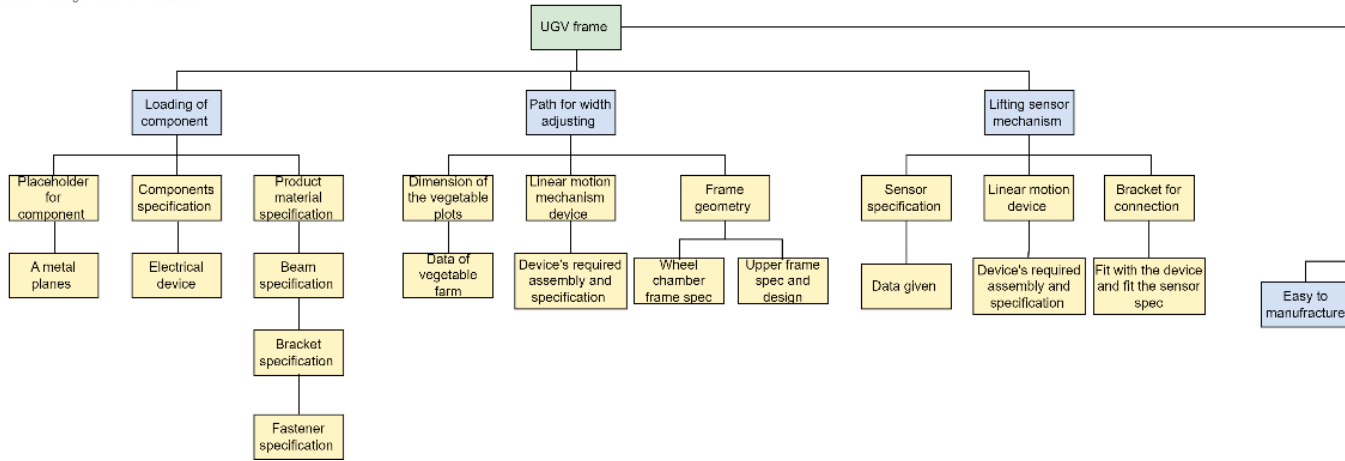 UGV frame
Loading of
component
Path for width
adjusting
Lifting sensor
mechanism
Placeholder
for
component
Components
specification
Product
material
specification
Dimension of
the vegetable
plots
Linear motion
mechanism
device
Frame
geometry
Sensor
specification
Linear motion
device
Bracket for
connection
A metal
planes
Electrical
device
Beam
specification
Data of
vegetable
farm
Device's required
assembly and
specification
Wheel
chamber
frame spec
Upper frame
spec and
design
Data given
Device's required
assembly and
specification
Fit with the device
and fit the sensor
spec
Easy to
manufracture
Bracket
specification
Fastener
specification